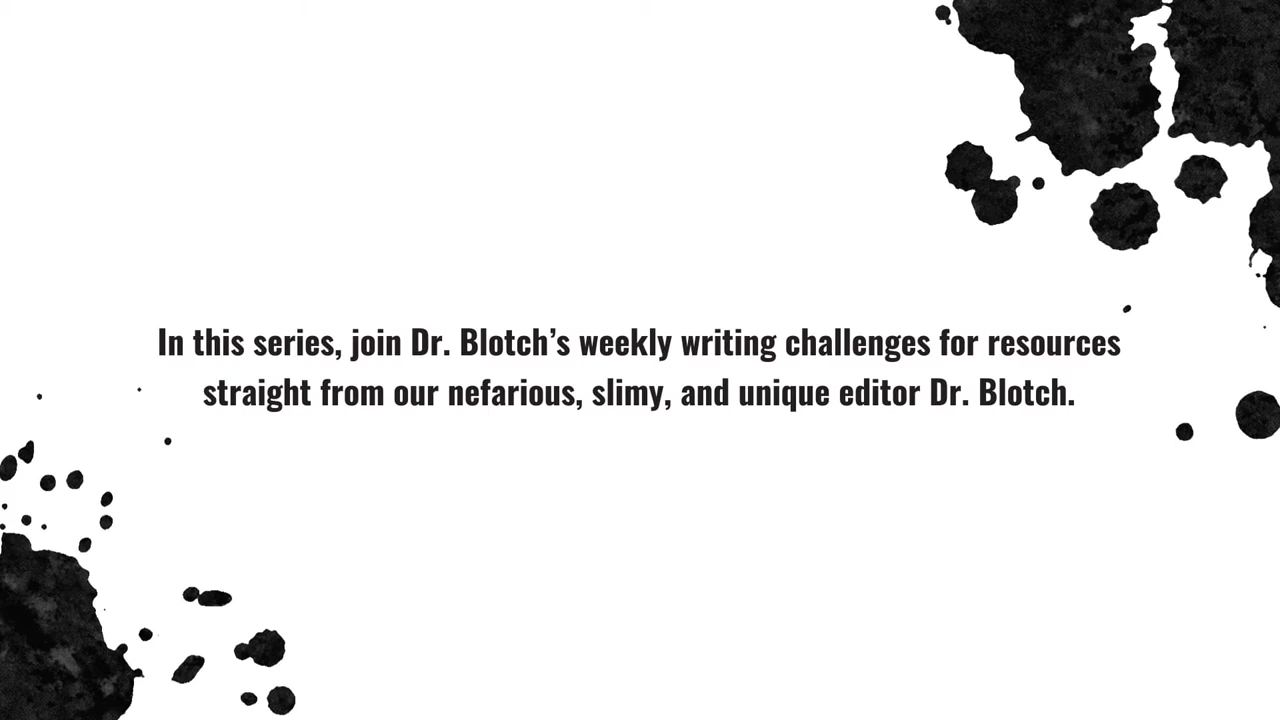 In this series, join Dr. Blotch’s weekly writing challenges for resources
straight from our nefarious, slimy, and unique editor Dr. Blotch.